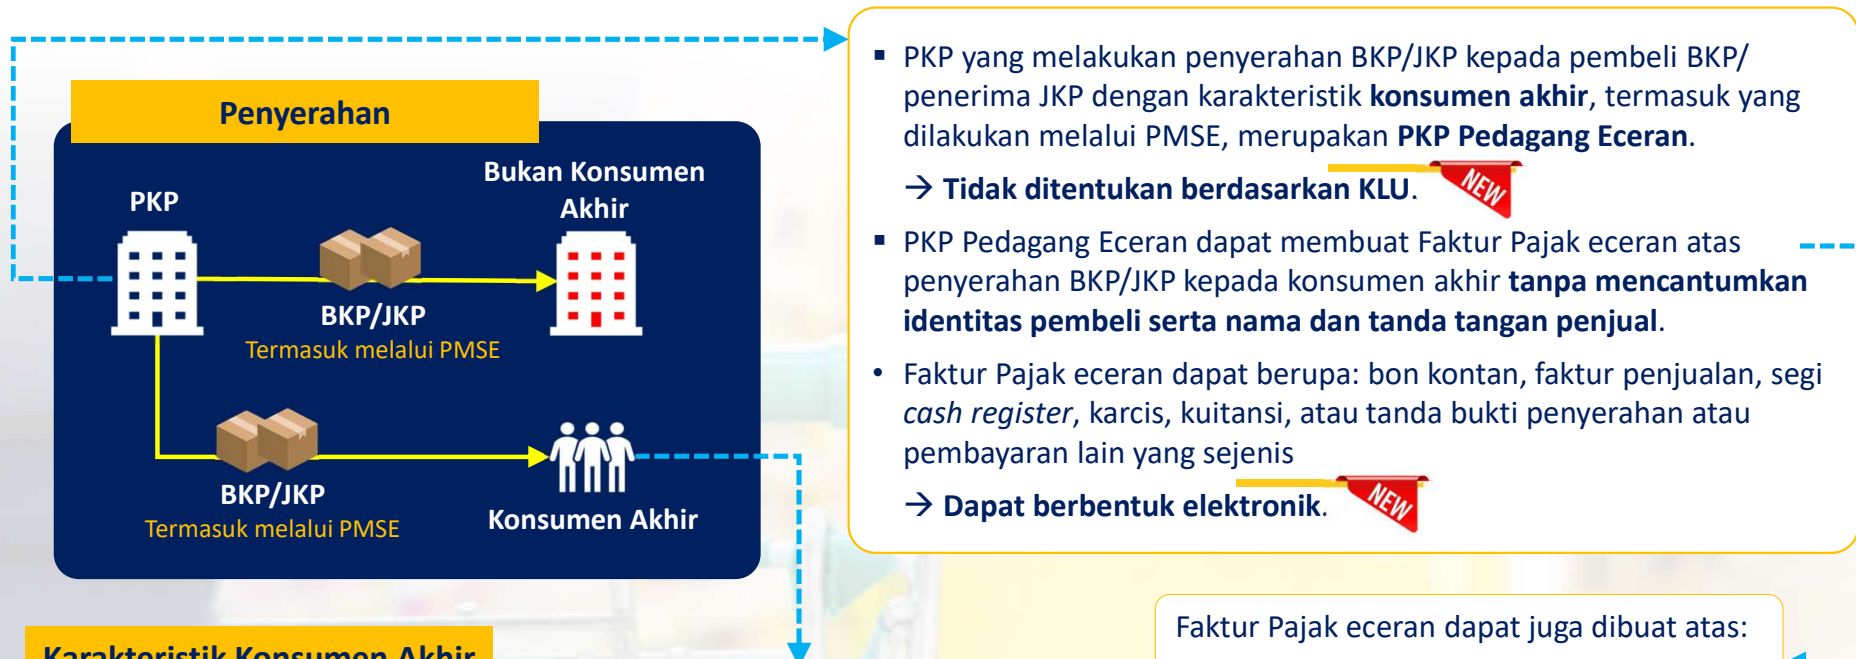 Penyerahan
PKP
Bukan Konsumen
Akhir
BKP/JKP
Termasuk melalui PMSE
BKP/JKP
Termasuk melalui PMSE
Konsumen Akhir
▪ PKP yang melakukan penyerahan BKP/JKP kepada pembeli BKP/
penerima JKP dengan karakteristik konsumen akhir, termasuk yang
dilakukan melalui PMSE, merupakan PKP Pedagang Eceran.
→ Tidak ditentukan berdasarkan KLU.
NEW
▪ PKP Pedagang Eceran dapat membuat Faktur Pajak eceran atas
penyerahan BKP/JKP kepada konsumen akhir tanpa mencantumkan
identitas pembeli serta nama dan tanda tangan penjual.
• Faktur Pajak eceran dapat berupa: bon kontan, faktur penjualan, segi
cash register, karcis, kuitansi, atau tanda bukti penyerahan atau
pembayaran lain yang sejenis
→ Dapat berbentuk elektronik.
NEW
Karakteristik Konsumen Akhir
Faktur Pajak eceran dapat juga dibuat atas: